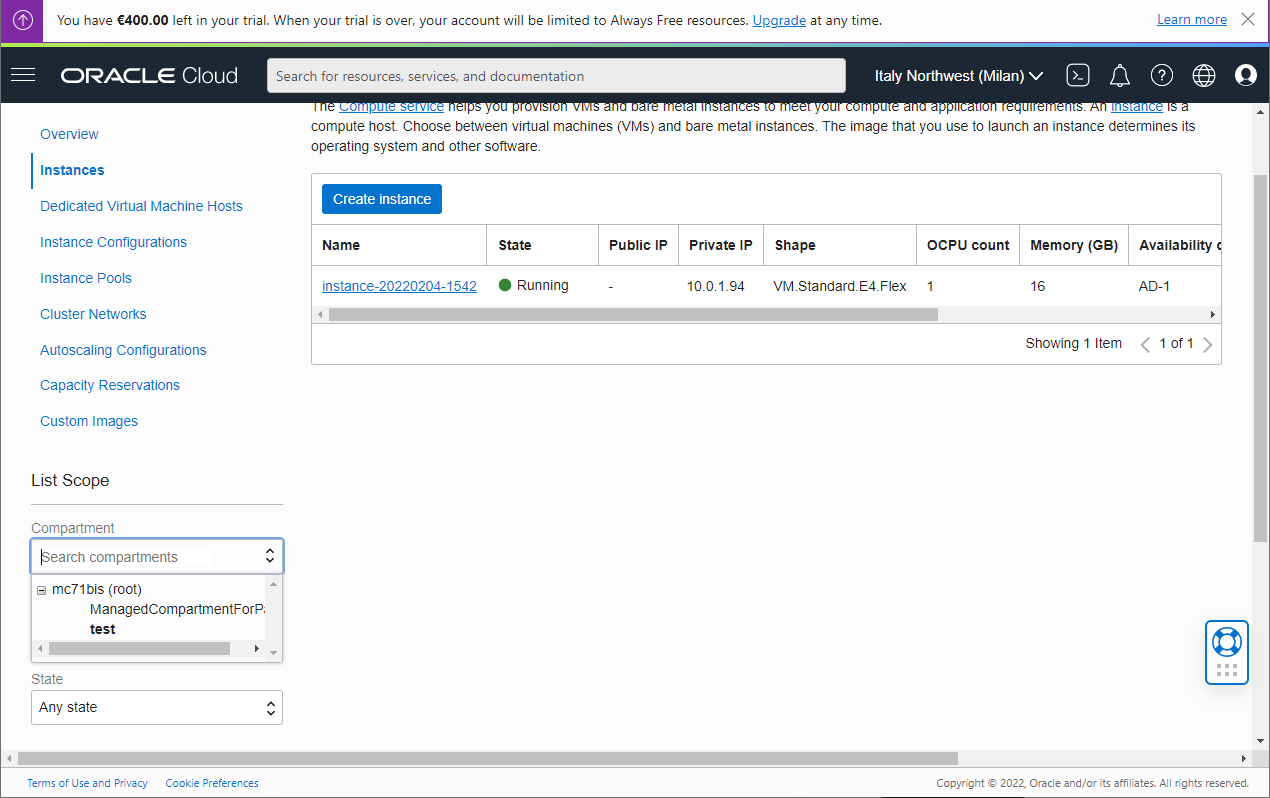 You have €400.00 left in your trial. When your trial is over, your account will be limited to Always Free resources. Upgrade at any time.
Learn more
ORACLE Cloud
Search for resources, services, and documentation
Italy Northwest (Milan)
Overview
Instances
Dedicated Virtual Machine Hosts
Instance Configurations
Instance Pools
Cluster Networks
Autoscaling Configurations
Capacity Reservations
Custom Images
List Scope
Compartment
Search compartments
mc71bis (root)
ManagedCompartmentForPa
test
State
Any state
The Compute service helps you provision VMs and bare metal instances to meet your compute and application requirements. An instance is a
compute host. Choose between virtual machines (VMs) and bare metal instances. The image that you use to launch an instance determines its
operating system and other software.
Create instance
Name State Public IP Private IP Shape OCPU count Memory (GB) Availability d
instance-20220204-1542 Running - 10.0.1.94 VM.Standard.E4.Flex 1 16 AD-1
Showing 1 Item 1 of 1
Terms of Use and Privacy Cookie Preferences
Copyright © 2022, Oracle and/or its affiliates. All rights reserved.